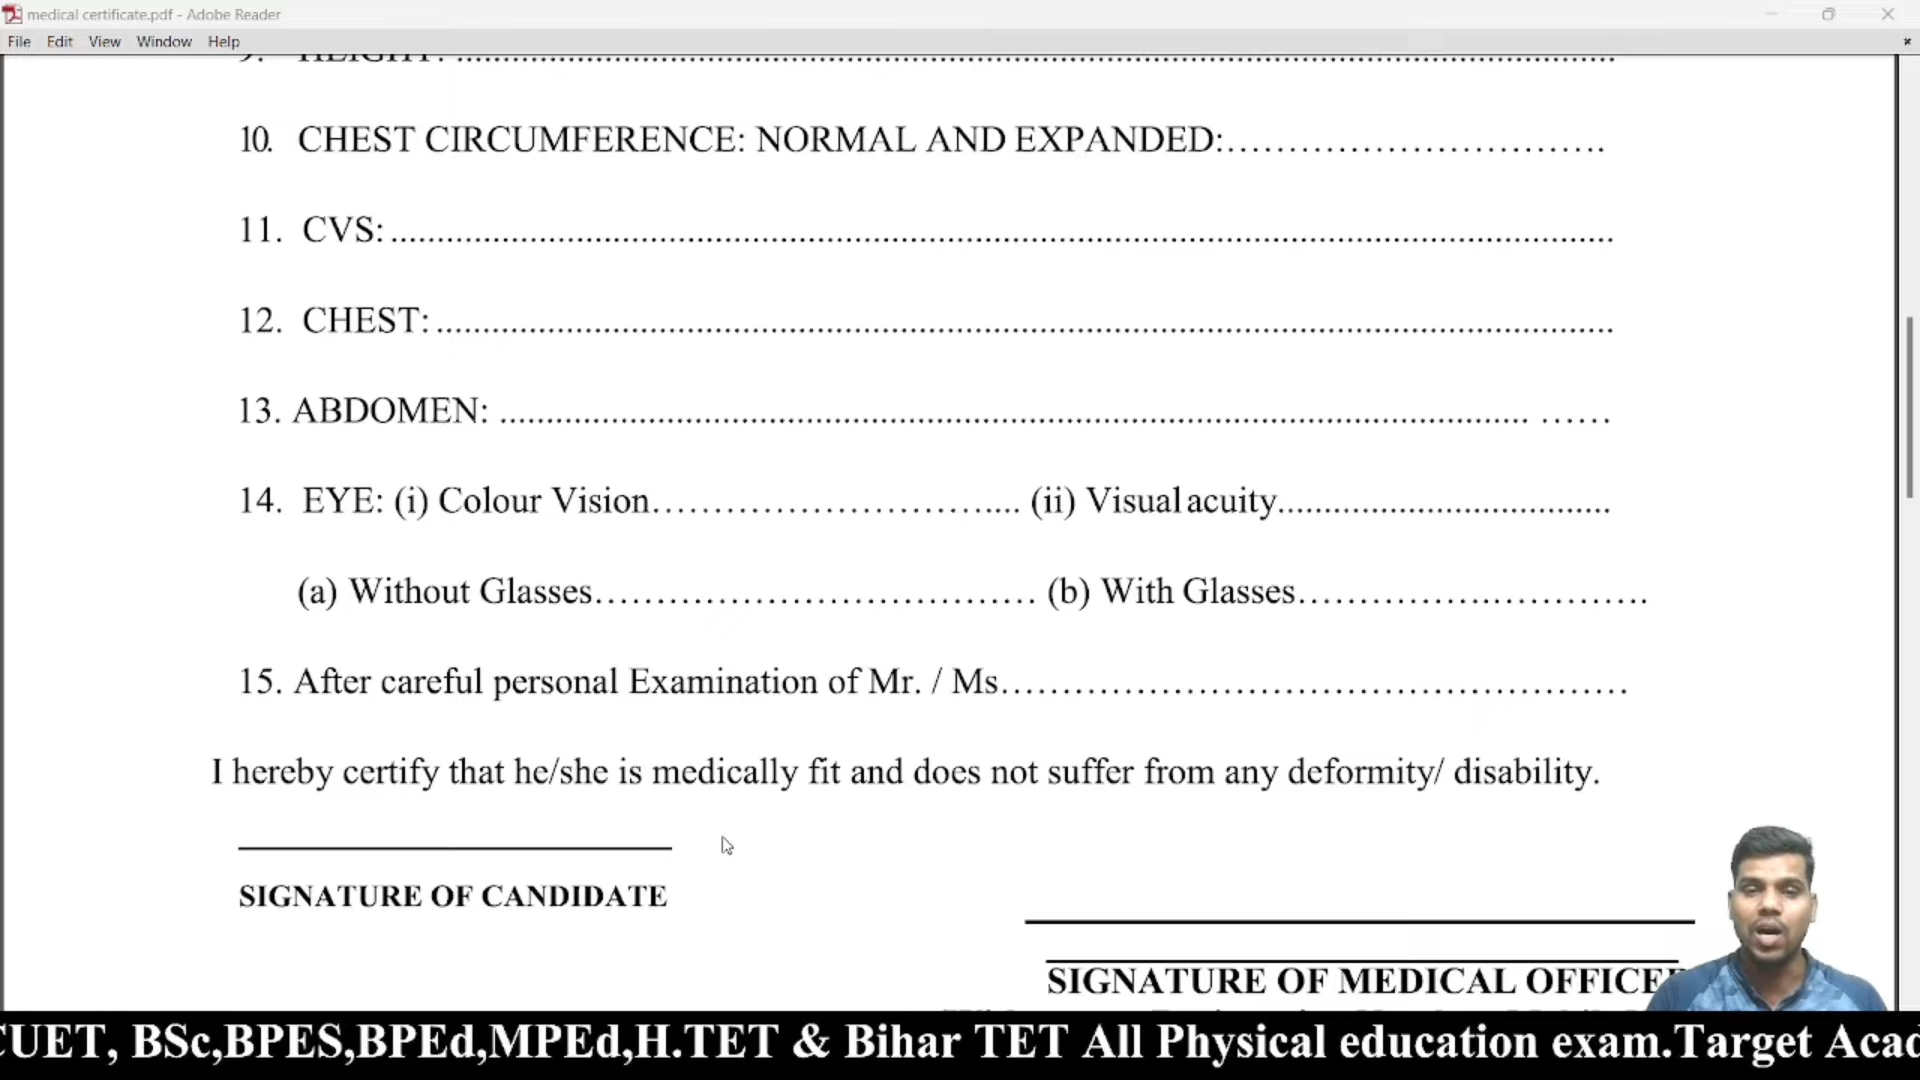 medical certificate.pdf - Adobe Reader
File Edit View Window Help
9. HEIGHT: ........................................................................................................................
10. CHEST CIRCUMFERENCE: NORMAL AND EXPANDED:…………………………….
11. CVS: ...............................................................................................................................
12. CHEST: ..........................................................................................................................
13. ABDOMEN: ............................................................................................................ ……
14. EYE: (i) Colour Vision……………………………..... (ii) Visual acuity...................................
(a) Without Glasses……………………………………. (b) With Glasses……………..…………….
15. After careful personal Examination of Mr. / Ms……………………………………………………
I hereby certify that he/she is medically fit and does not suffer from any deformity/ disability.
SIGNATURE OF CANDIDATE
SIGNATURE OF MEDICAL OFFICER
CUET, BSc,BPES,BPEd,MPEd,H.TET & Bihar TET All Physical education exam.Target Acad